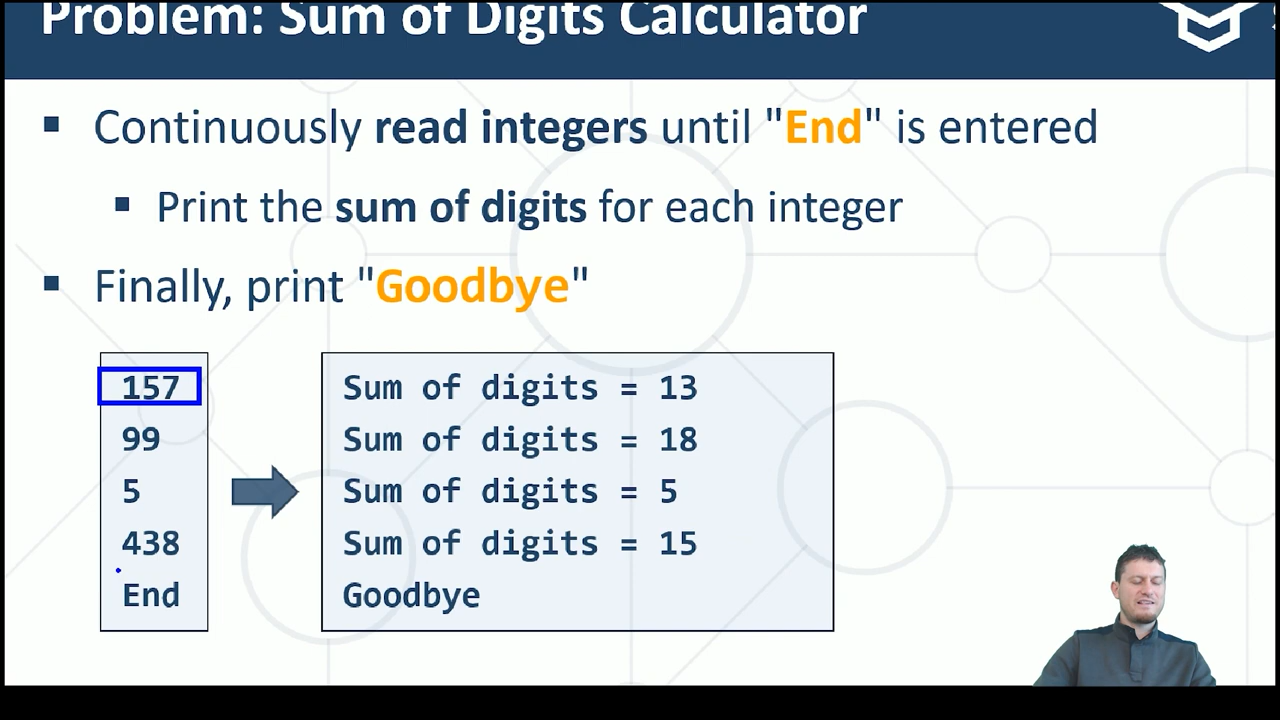 Problem: Sum of Digits Calculator
Continuously read integers until "End" is entered
Print the sum of digits for each integer
Finally, print "Goodbye"
157
99
5
438
End
Sum of digits = 13
Sum of digits = 18
Sum of digits = 5
Sum of digits = 15
Goodbye